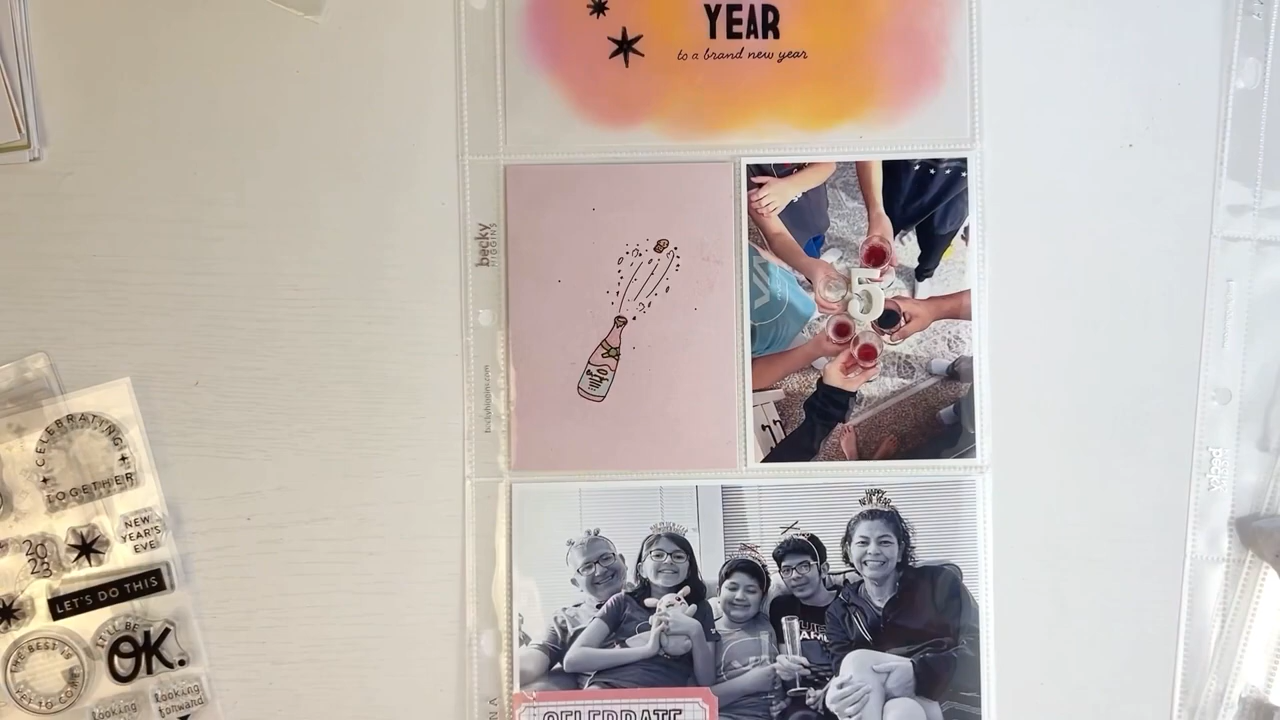 YEAR
to a brand new year
becky
HIGGINS
beckyhiggins.com
5
HAPPY
NEW YEAR
CELEBRATE
CELEBRATING
TOGETHER
NEW
YEAR'S
EVE
20
23
LET'S DO THIS
IT'LL BE
OK.
THE BEST IS
YET TO COME
looking
looking
forward